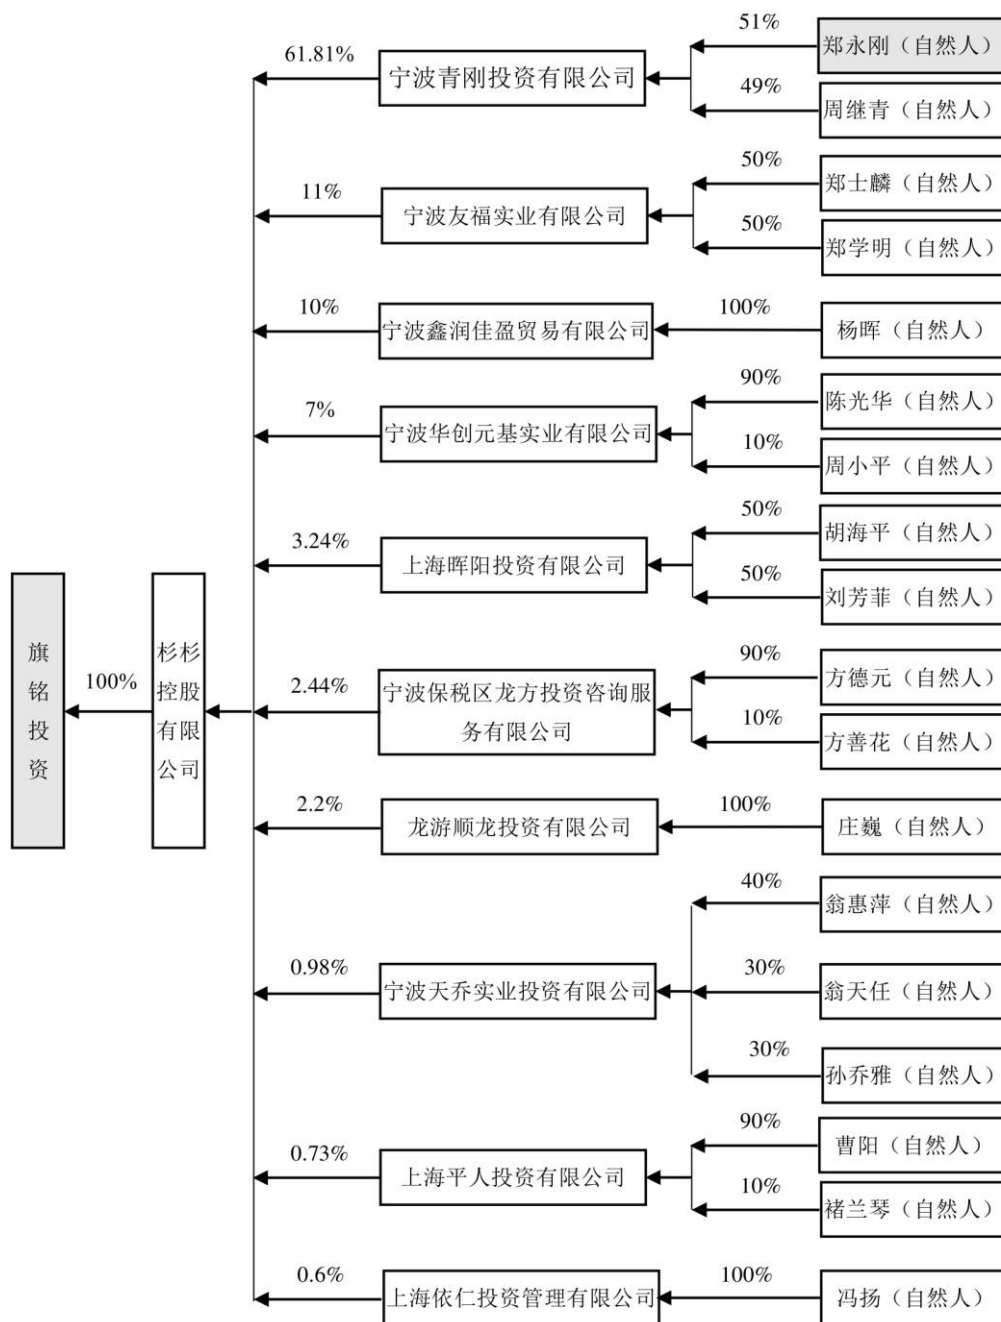 51%
郑永刚（自然人）
61.81%
宁波青刚投资有限公司
49%
周继青（自然人）
50%
郑士麟（自然人）
11%
宁波友福实业有限公司
50%
郑学明（自然人）
10%
宁波鑫润佳盈贸易有限公司
100%
杨晖（自然人）
90%
陈光华（自然人）
7%
宁波华创元基实业有限公司
10%
周小平（自然人）
50%
胡海平（自然人）
3.24%
上海晖阳投资有限公司
50%
刘芳菲（自然人）
旗
铭
投
资
100%
杉杉
控股
有限
公司
90%
方德元（自然人）
2.44%
宁波保税区龙方投资咨询服
务有限公司
10%
方善花（自然人）
2.2%
龙游顺龙投资有限公司
100%
庄巍（自然人）
40%
翁惠萍（自然人）
0.98%
宁波天乔实业投资有限公司
30%
翁天任（自然人）
30%
孙乔雅（自然人）
90%
曹阳（自然人）
0.73%
上海平人投资有限公司
10%
褚兰琴（自然人）
0.6%
上海依仁投资管理有限公司
100%
冯扬（自然人）